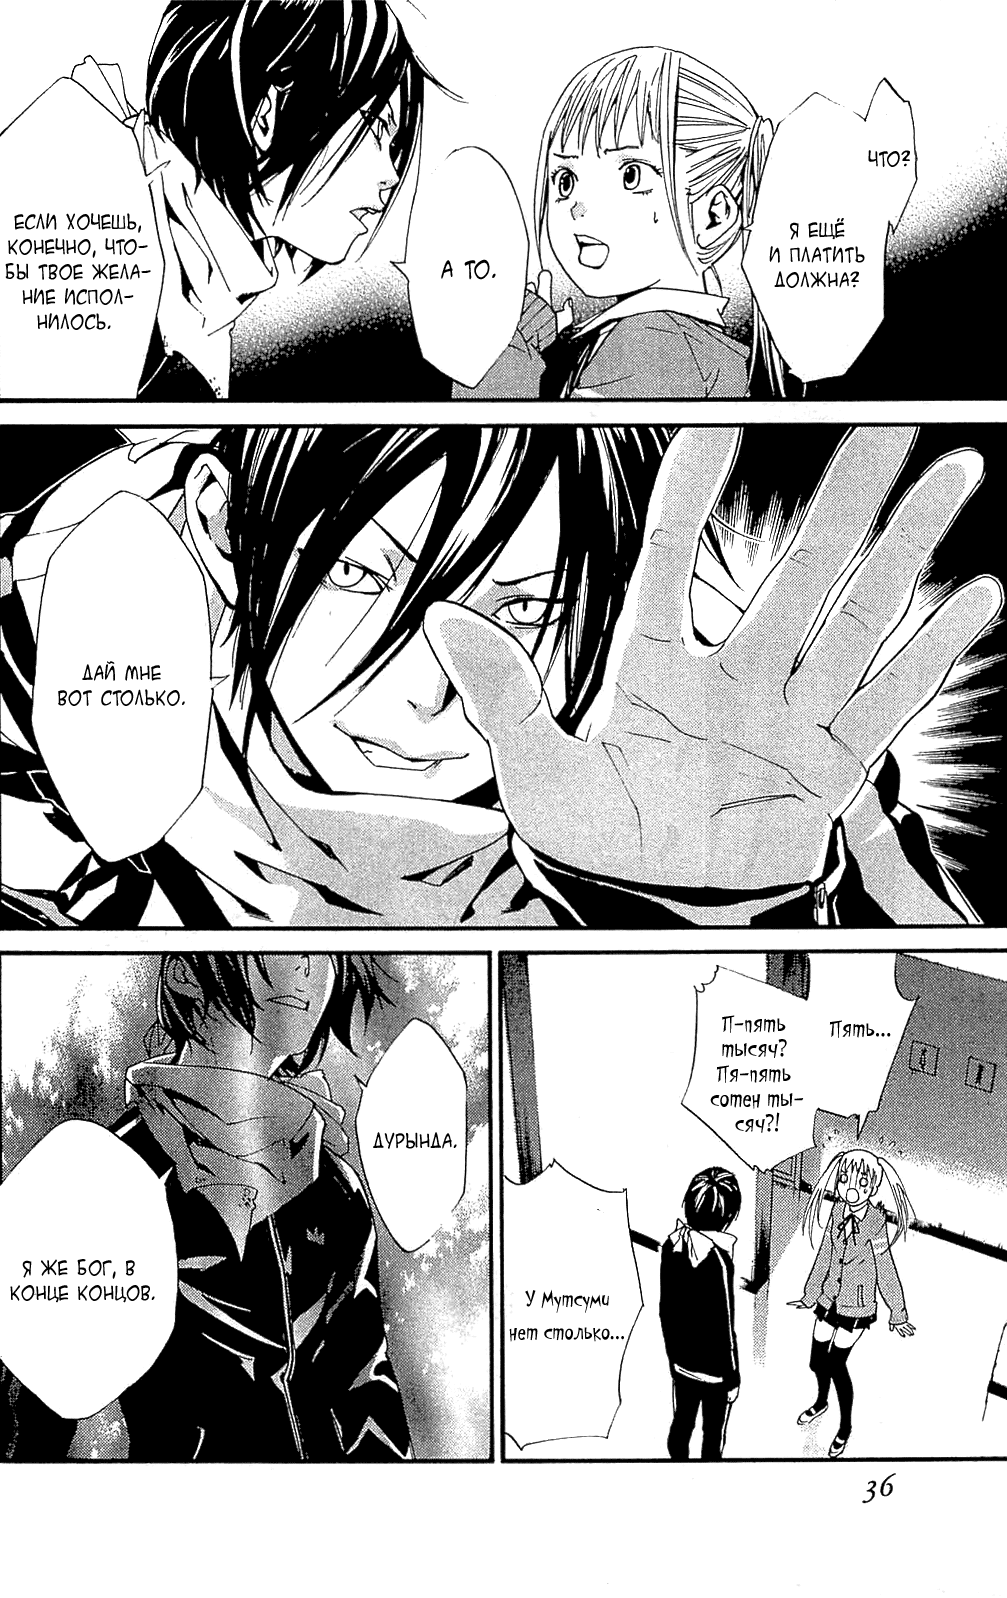 ЧТО?
Я ЕЩЁ
И ПЛАТИТЬ
ДОЛЖНА?
А ТО.
ЕСЛИ ХОЧЕШЬ,
КОНЕЧНО, ЧТО-
БЫ ТВОЕ ЖЕЛА-
НИЕ ИСПОЛ-
НИЛОСЬ.
ДАЙ МНЕ
ВОТ СТОЛЬКО.
Пять...
П-пять
тысяч?
Пя-пять
сотен ты-
сяч?!
У Мутсуми
нет столько...
ДУРЫНДА.
Я ЖЕ БОГ, В
КОНЦЕ КОНЦОВ.
36